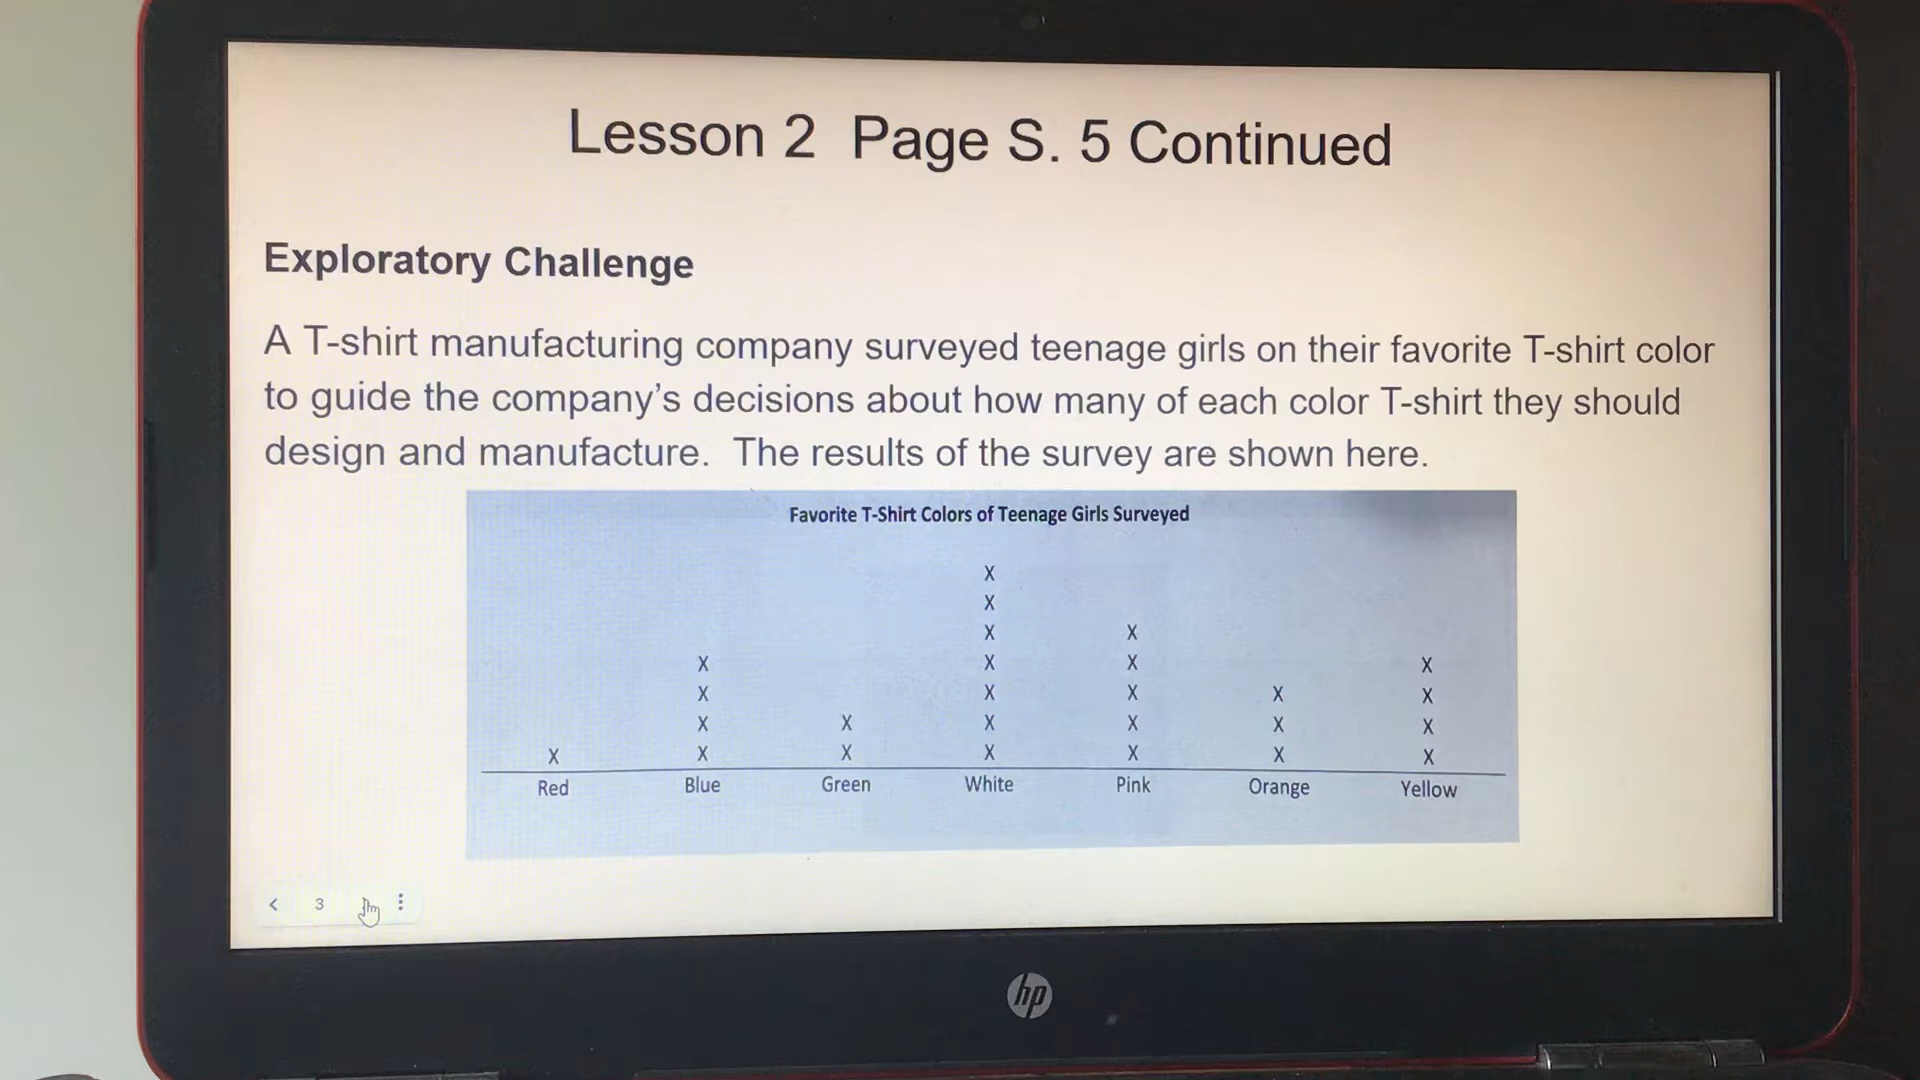 Lesson 2 Page S. 5 Continued
Exploratory Challenge
A T-shirt manufacturing company surveyed teenage girls on their favorite T-shirt color
to guide the company's decisions about how many of each color T-shirt they should
design and manufacture. The results of the survey are shown here.
Favorite T-Shirt Colors of Teenage Girls Surveyed
X
X
X X
X X X X
X X X X X
X X X X X X
X X X X X X X
Red Blue Green White Pink Orange Yellow
< 3
hp